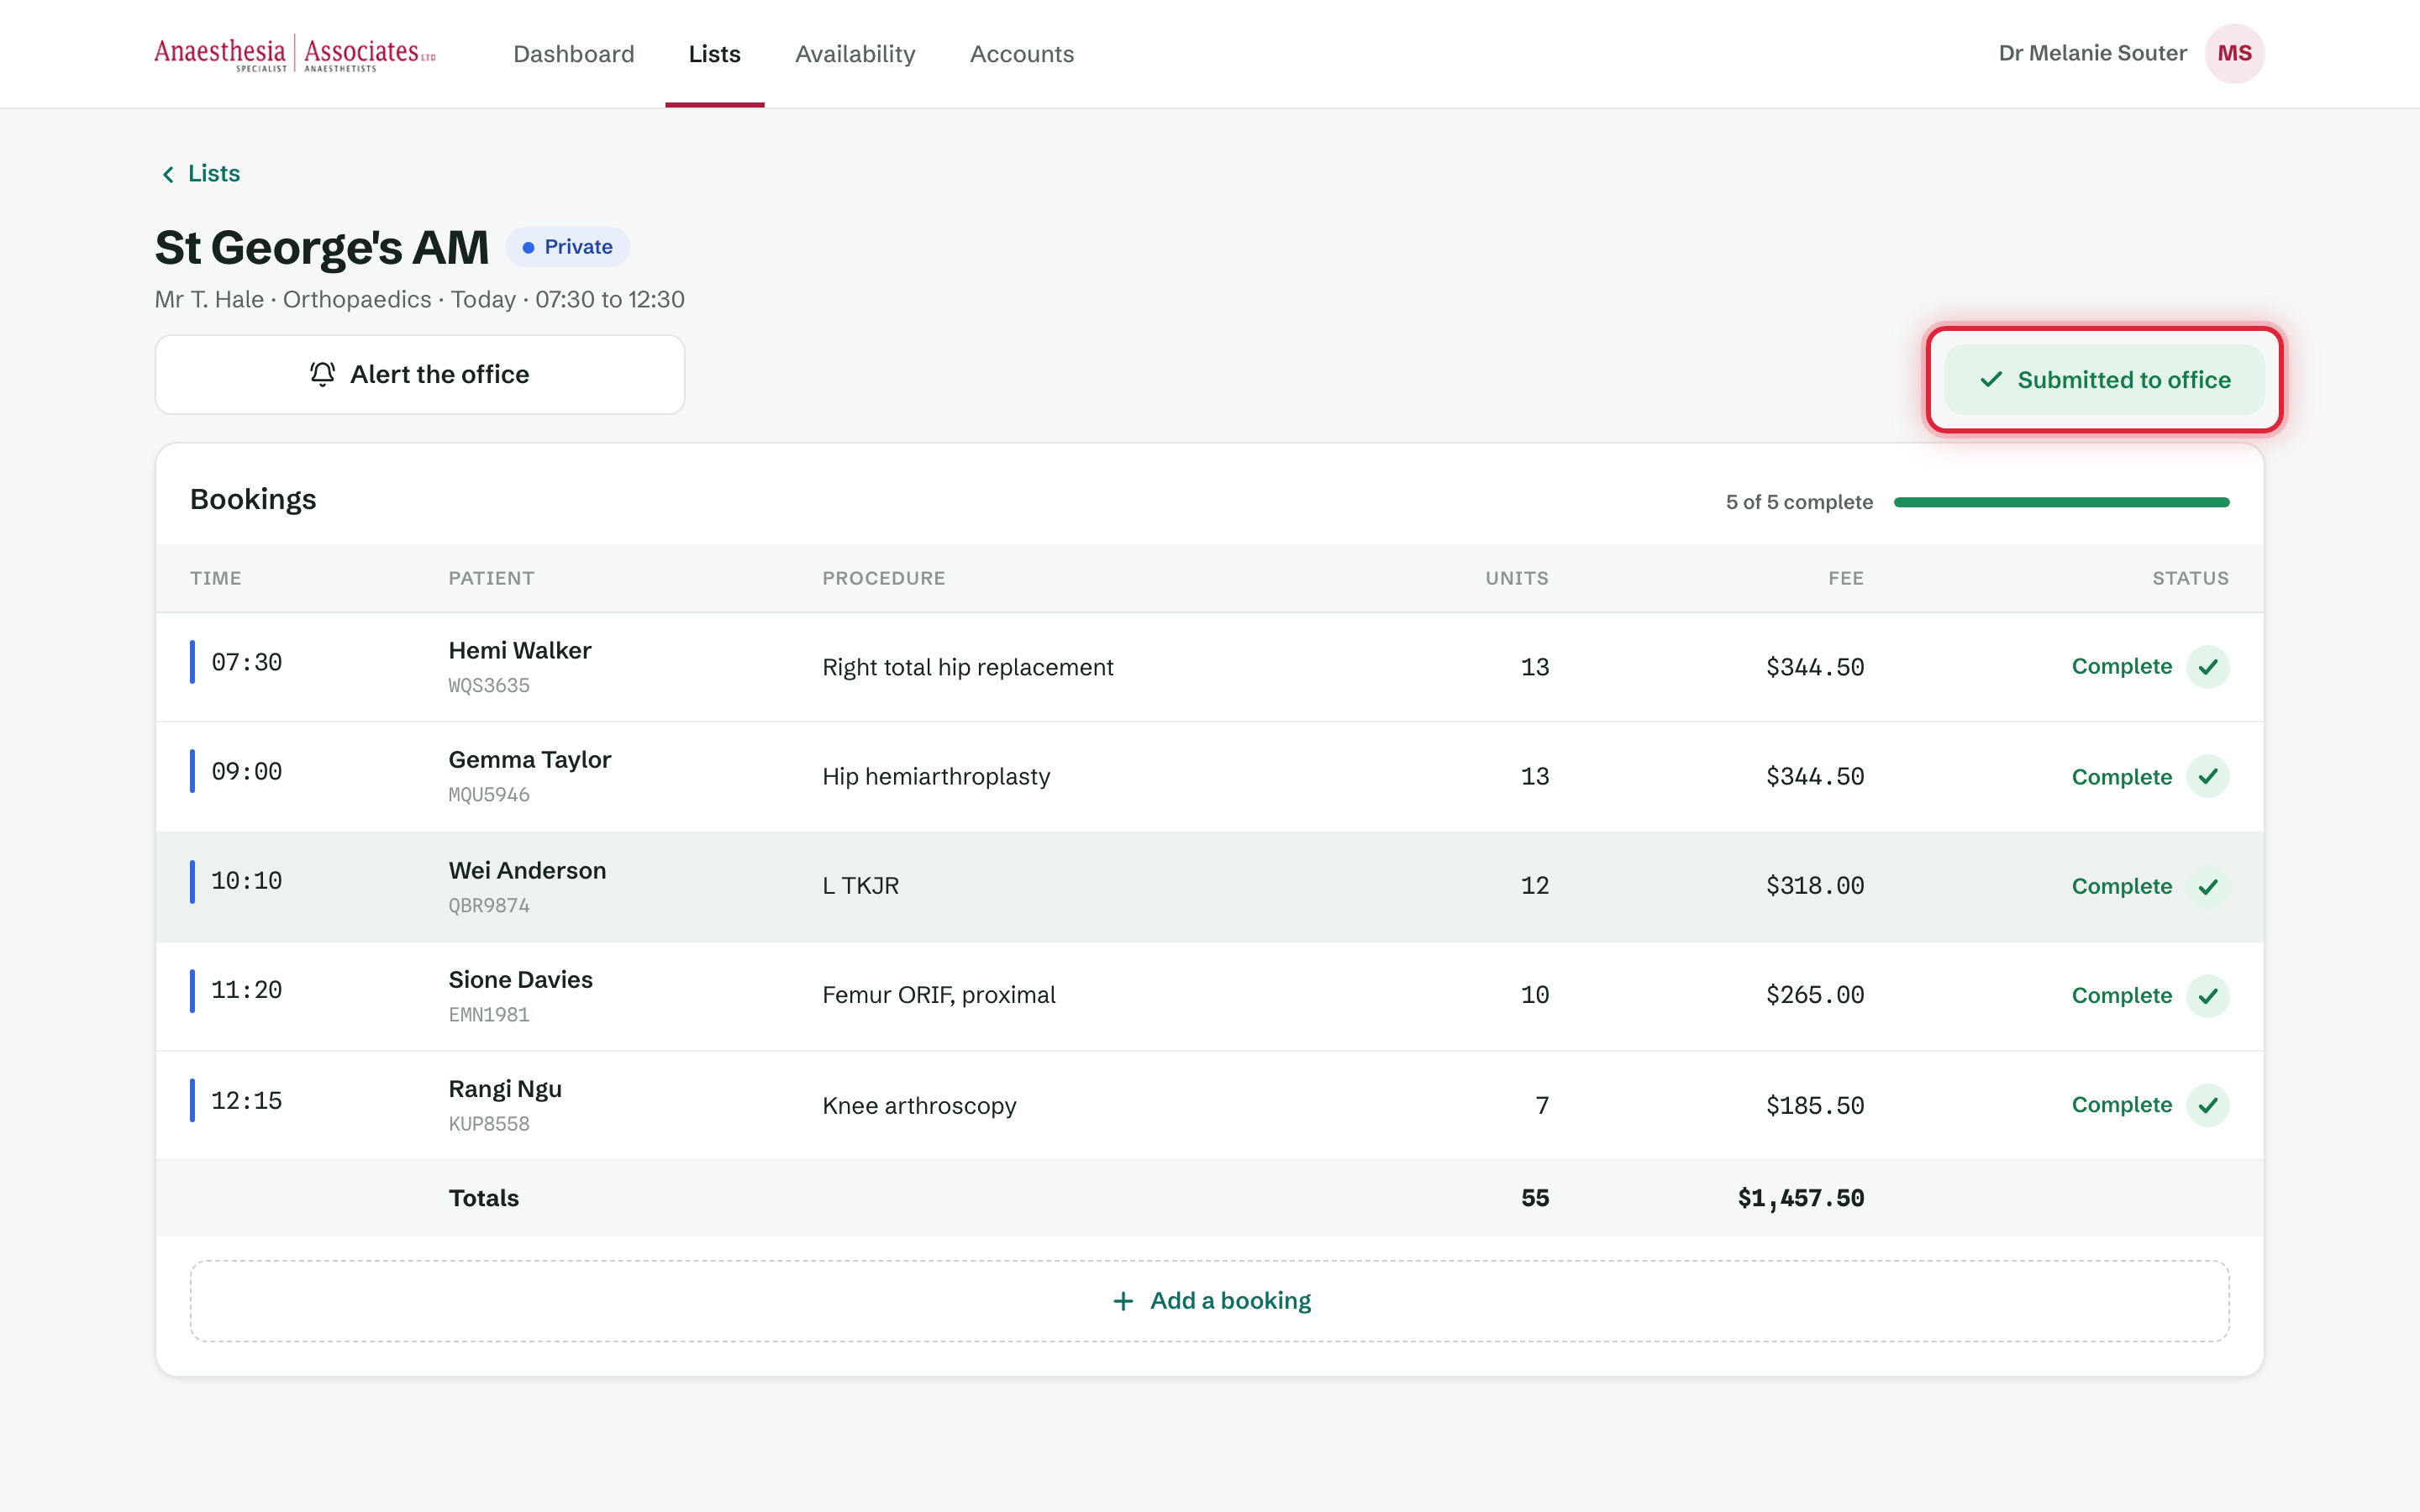 Anaesthesia | Associates LTD
SPECIALIST ANAESTHETISTS
Dashboard Lists Availability Accounts
Dr Melanie Souter MS
Lists
St George's AM Private
Mr T. Hale · Orthopaedics · Today · 07:30 to 12:30
Alert the office
Submitted to office
Bookings 5 of 5 complete
TIME PATIENT PROCEDURE UNITS FEE STATUS
07:30 Hemi Walker Right total hip replacement 13 $344.50 Complete
WQS3635
09:00 Gemma Taylor Hip hemiarthroplasty 13 $344.50 Complete
MQU5946
10:10 Wei Anderson L TKJR 12 $318.00 Complete
QBR9874
11:20 Sione Davies Femur ORIF, proximal 10 $265.00 Complete
EMN1981
12:15 Rangi Ngu Knee arthroscopy 7 $185.50 Complete
KUP8558
Totals 55 $1,457.50
+ Add a booking